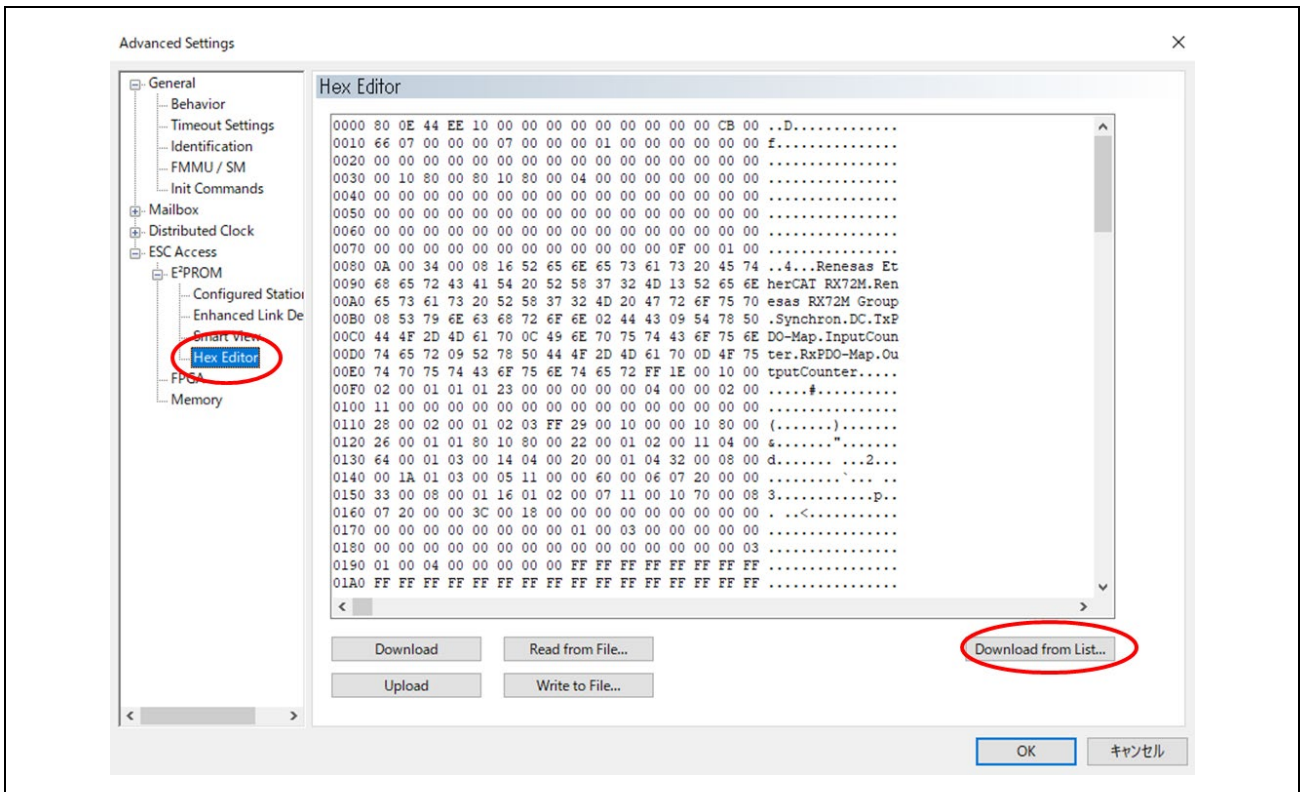 Advanced Settings
General
Behavior
Timeout Settings
Identification
FMMU / SM
Init Commands
Mailbox
Distributed Clock
ESC Access
E²PROM
Configured Station
Enhanced Link De
Smart View
Hex Editor
FPGA
Memory
Hex Editor
0000 80 0E 44 EE 10 00 00 00 00 00 00 00 00 00 CB 00 ..D.............
0010 66 07 00 00 00 07 00 00 00 01 00 00 00 00 00 00 f...............
0020 00 00 00 00 00 00 00 00 00 00 00 00 00 00 00 00 ................
0030 00 10 80 00 80 10 80 00 04 00 00 00 00 00 00 00 ................
0040 00 00 00 00 00 00 00 00 00 00 00 00 00 00 00 00 ................
0050 00 00 00 00 00 00 00 00 00 00 00 00 00 00 00 00 ................
0060 00 00 00 00 00 00 00 00 00 00 00 00 00 00 00 00 ................
0070 00 00 00 00 00 00 00 00 00 00 00 00 0F 00 01 00 ................
0080 0A 00 34 00 08 16 52 65 6E 65 73 61 73 20 45 74 ..4...Renesas Et
0090 68 65 72 43 41 54 20 52 58 37 32 4D 13 52 65 6E herCAT RX72M.Ren
00A0 65 73 61 73 20 52 58 37 32 4D 20 47 72 6F 75 70 esas RX72M Group
00B0 08 53 79 6E 63 68 72 6F 6E 02 44 43 09 54 78 50 .Synchron.DC.TxP
00C0 44 4F 2D 4D 61 70 0C 49 6E 70 75 74 43 6F 75 6E DO-Map.InputCoun
00D0 74 65 72 09 52 78 50 44 4F 2D 4D 61 70 0D 4F 75 ter.RxPDO-Map.Ou
00E0 74 70 75 74 43 6F 75 6E 74 65 72 FF 1E 00 10 00 tputCounter.....
00F0 02 00 01 01 01 23 00 00 00 00 00 04 00 00 02 00 .....#..........
0100 11 00 00 00 00 00 00 00 00 00 00 00 00 00 00 00 ................
0110 28 00 02 00 01 02 03 FF 29 00 10 00 00 10 80 00 (.......).......
0120 26 00 01 01 80 10 80 00 22 00 01 02 00 11 04 00 &.......".......
0130 64 00 01 03 00 14 04 00 20 00 01 04 32 00 08 00 d....... ...2...
0140 00 1A 01 03 00 05 11 00 00 60 00 06 07 20 00 00 .........`... ..
0150 33 00 08 00 01 16 01 02 00 07 11 00 10 70 00 08 3............p..
0160 07 20 00 00 3C 00 18 00 00 00 00 00 00 00 00 00 . ..<...........
0170 00 00 00 00 00 00 00 00 01 00 03 00 00 00 00 00 ................
0180 00 00 00 00 00 00 00 00 00 00 00 00 00 00 00 03 ................
0190 01 00 04 00 00 00 00 00 FF FF FF FF FF FF FF FF ................
01A0 FF FF FF FF FF FF FF FF FF FF FF FF FF FF FF FF ................
Download
Read from File...
Download from List...
Upload
Write to File...
OK
キャンセル